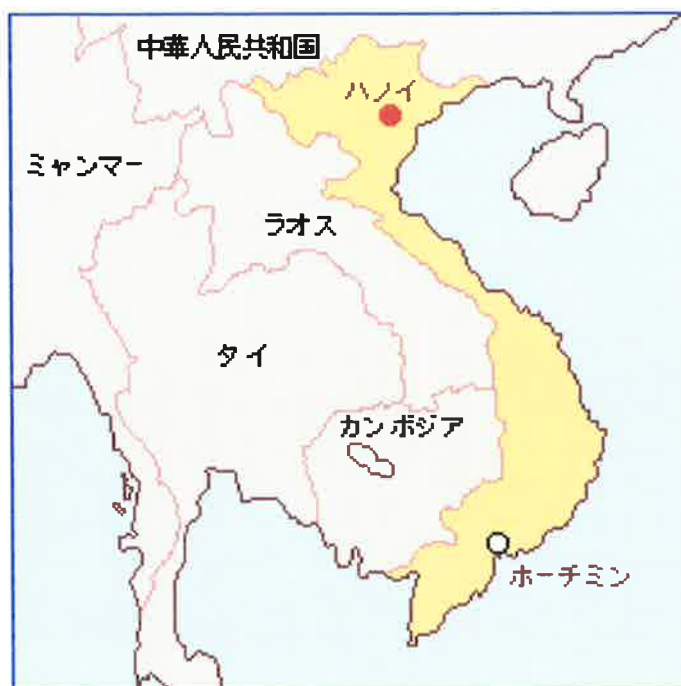 中華人民共和国
ハノイ
ミャンマー
ラオス
タイ
カンボジア
ホーチミン